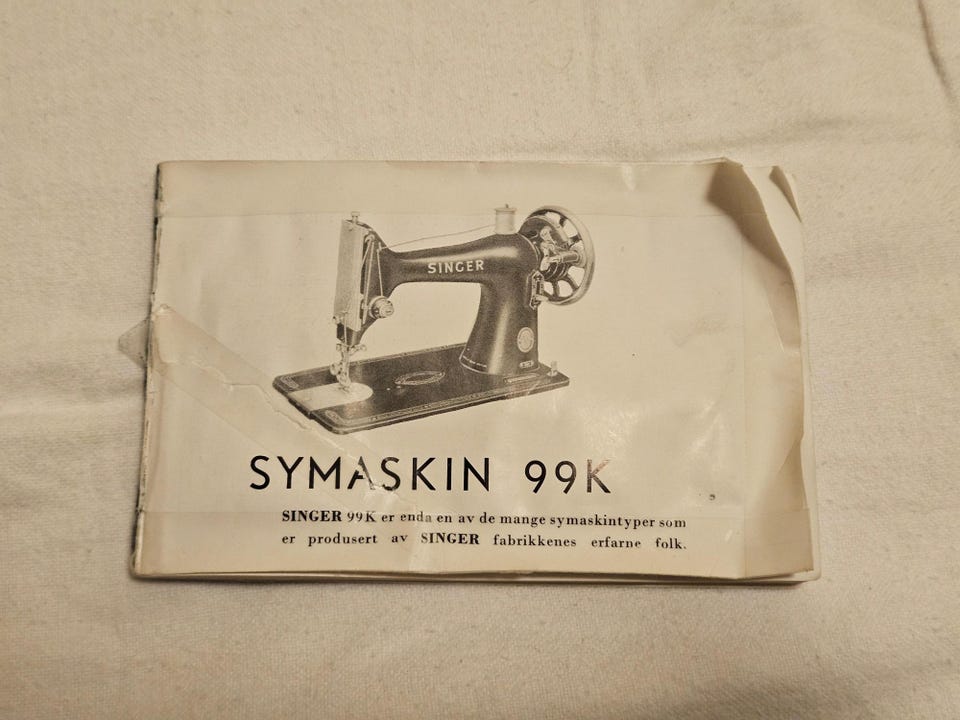 SINGER
SYMASKIN 99K
SINGER 99K er enda en av de mange symaskintyper som
er produsert av SINGER fabrikkenes erfarne folk.